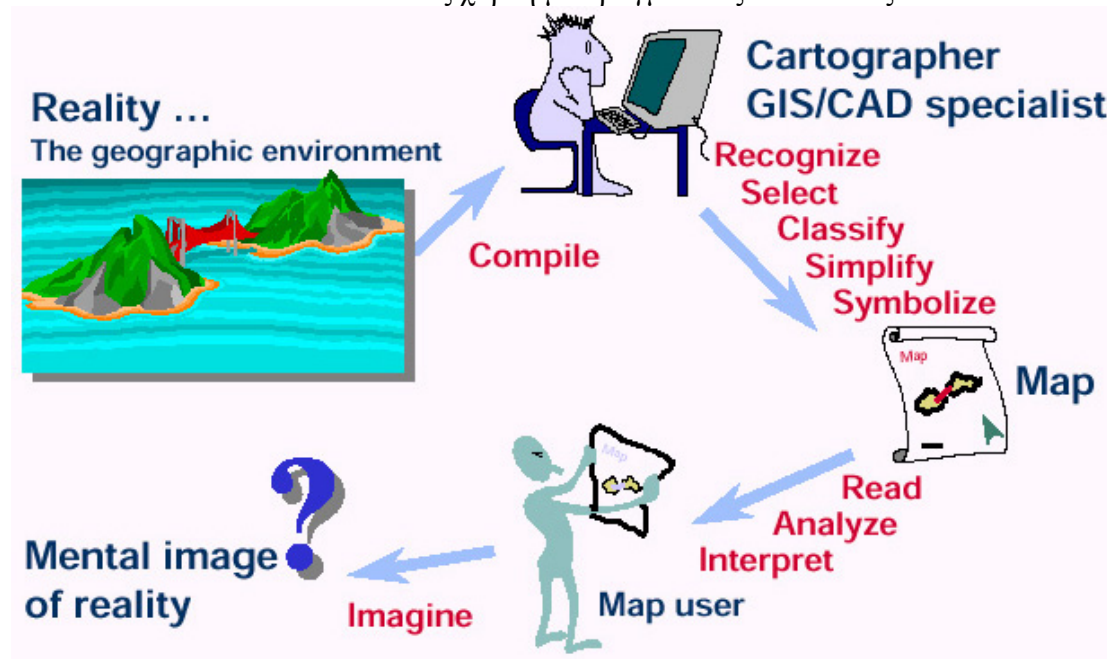 Cartographer
GIS/CAD specialist
Reality ...
The geographic environment
Recognize
Select
Classify
Simplify
Symbolize
Compile
Map
Map
Read
Analyze
Interpret
Map
Map user
Mental image
of reality
Imagine